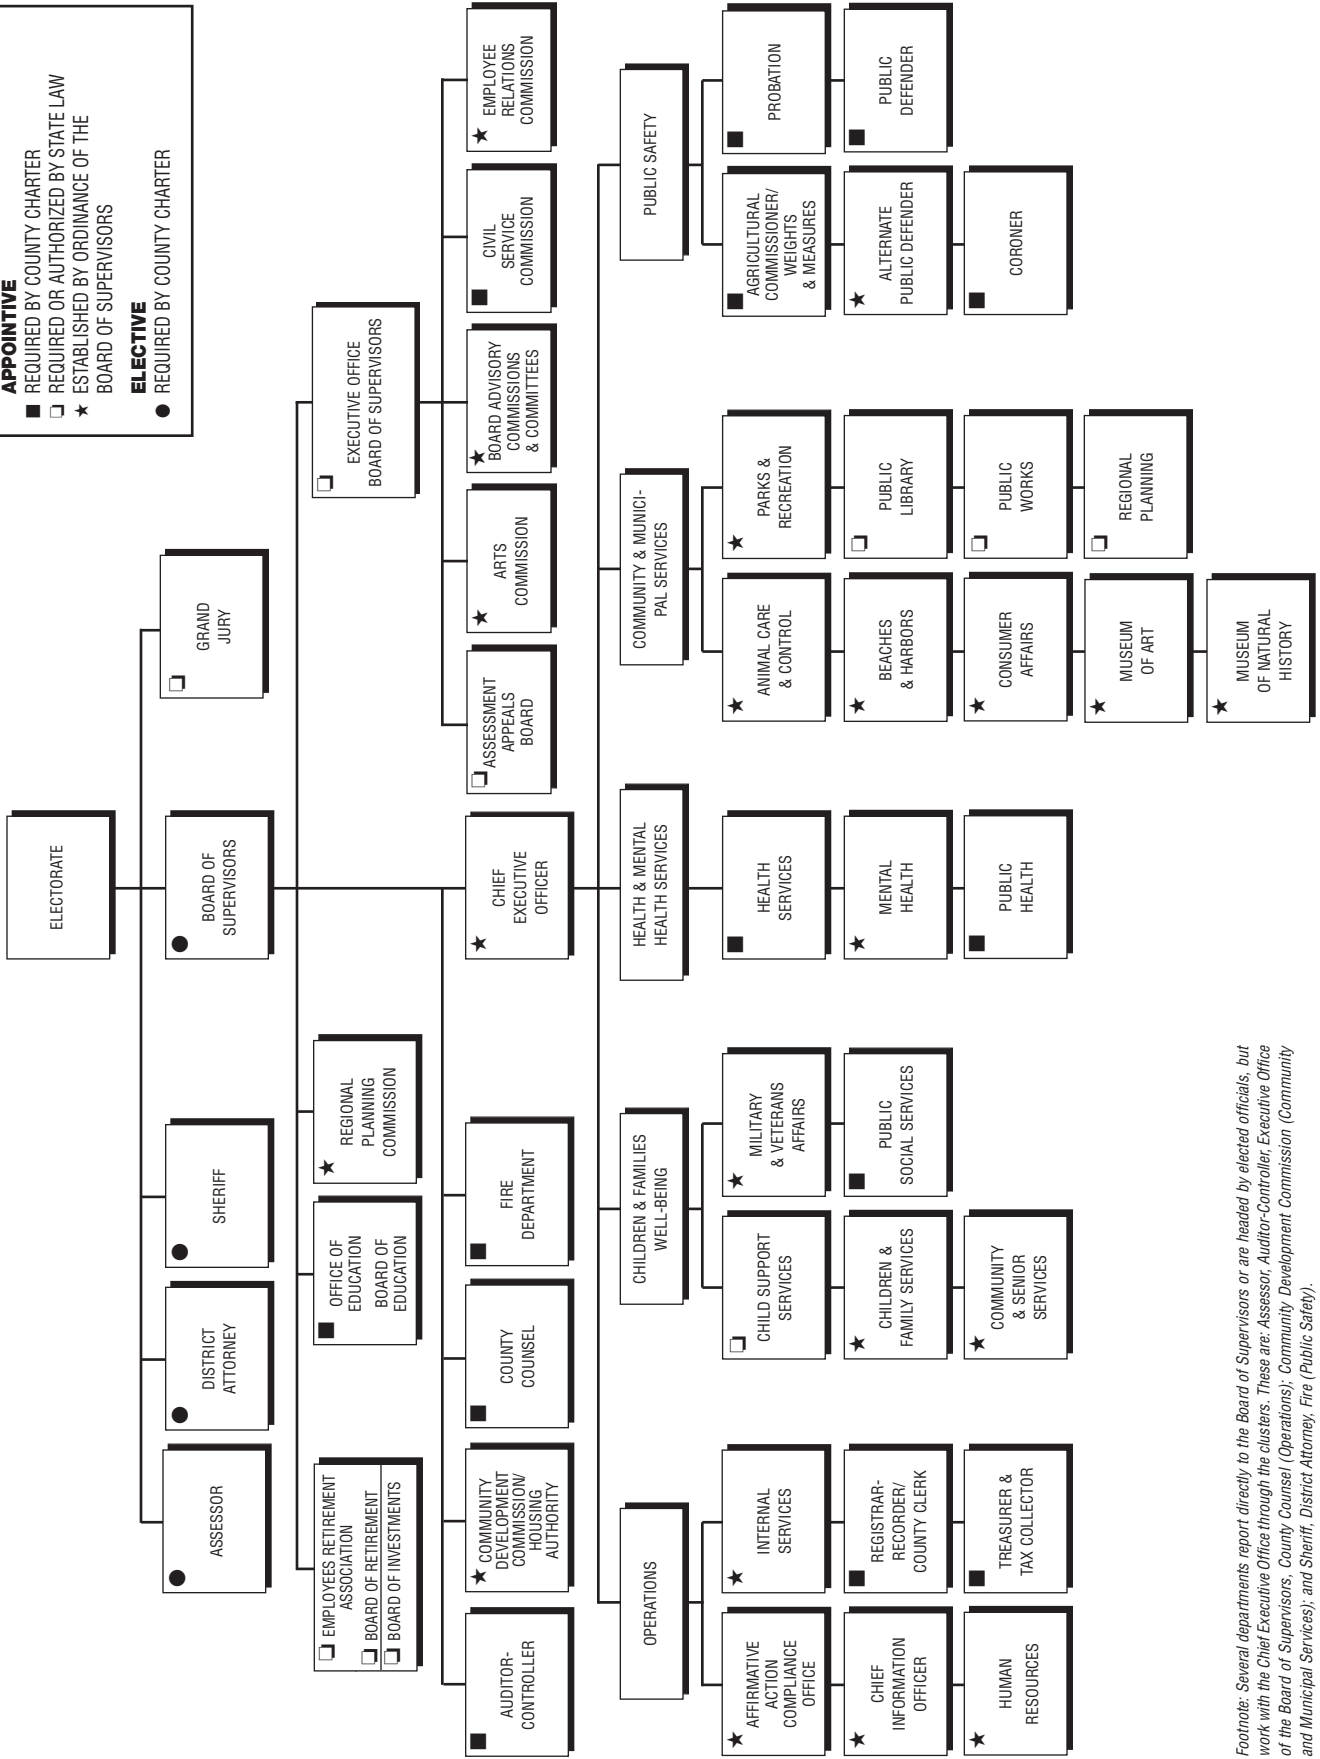 APPOINTIVE
■ REQUIRED BY COUNTY CHARTER
❏ REQUIRED OR AUTHORIZED BY STATE LAW
★ ESTABLISHED BY ORDINANCE OF THE
BOARD OF SUPERVISORS
ELECTIVE
● REQUIRED BY COUNTY CHARTER
ELECTORATE
● ASSESSOR
● DISTRICT
ATTORNEY
● SHERIFF
● BOARD OF
SUPERVISORS
❏ GRAND
JURY
❏ EMPLOYEES RETIREMENT
ASSOCIATION
❏ BOARD OF RETIREMENT
❏ BOARD OF INVESTMENTS
■ OFFICE OF
EDUCATION
BOARD OF
EDUCATION
★ REGIONAL
PLANNING
COMMISSION
❏ EXECUTIVE OFFICE
BOARD OF SUPERVISORS
■ AUDITOR-
CONTROLLER
★ COMMUNITY
DEVELOPMENT
COMMISSION/
HOUSING
AUTHORITY
■ COUNTY
COUNSEL
■ FIRE
DEPARTMENT
★ CHIEF
EXECUTIVE
OFFICER
❏ ASSESSMENT
APPEALS
BOARD
★ ARTS
COMMISSION
★ BOARD ADVISORY
COMMISSIONS
& COMMITTEES
■ CIVIL
SERVICE
COMMISSION
★ EMPLOYEE
RELATIONS
COMMISSION
OPERATIONS
★ AFFIRMATIVE
ACTION
COMPLIANCE
OFFICE
★ INTERNAL
SERVICES
★ CHIEF
INFORMATION
OFFICER
■ REGISTRAR-
RECORDER/
COUNTY CLERK
★ HUMAN
RESOURCES
■ TREASURER &
TAX COLLECTOR
CHILDREN & FAMILIES
WELL-BEING
❏ CHILD SUPPORT
SERVICES
★ MILITARY
& VETERANS
AFFAIRS
★ CHILDREN &
FAMILY SERVICES
■ PUBLIC
SOCIAL SERVICES
★ COMMUNITY
& SENIOR
SERVICES
HEALTH & MENTAL
HEALTH SERVICES
■ HEALTH
SERVICES
★ MENTAL
HEALTH
■ PUBLIC
HEALTH
COMMUNITY & MUNICI-
PAL SERVICES
★ ANIMAL CARE
& CONTROL
★ PARKS &
RECREATION
★ BEACHES
& HARBORS
❏ PUBLIC
LIBRARY
★ CONSUMER
AFFAIRS
❏ PUBLIC
WORKS
★ MUSEUM
OF ART
❏ REGIONAL
PLANNING
★ MUSEUM
OF NATURAL
HISTORY
PUBLIC SAFETY
■ AGRICULTURAL
COMMISSIONER/
WEIGHTS
& MEASURES
■ PROBATION
★ ALTERNATE
PUBLIC DEFENDER
■ PUBLIC
DEFENDER
■ CORONER
Footnote: Several departments report directly to the Board of Supervisors or are headed by elected officials, but
work with the Chief Executive Office through the clusters. These are: Assessor, Auditor-Controller, Executive Office
of the Board of Supervisors, County Counsel (Operations); Community Development Commission (Community
and Municipal Services); and Sheriff, District Attorney, Fire (Public Safety).